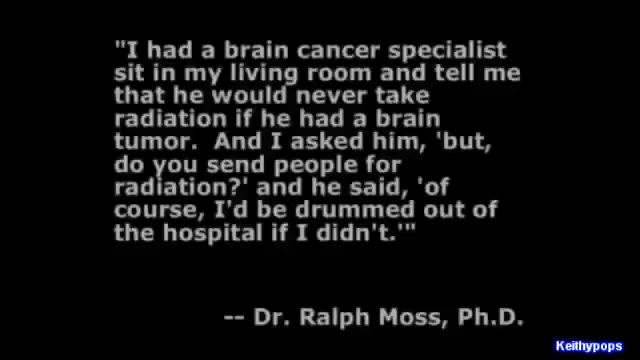 "I had a brain cancer specialist
sit in my living room and tell me
that he would never take
radiation if he had a brain
tumor.  And I asked him, 'but,
do you send people for
radiation?' and he said, 'of
course, I'd be drummed out of
the hospital if I didn't.'"
-- Dr. Ralph Moss, Ph.D.
Keithypops